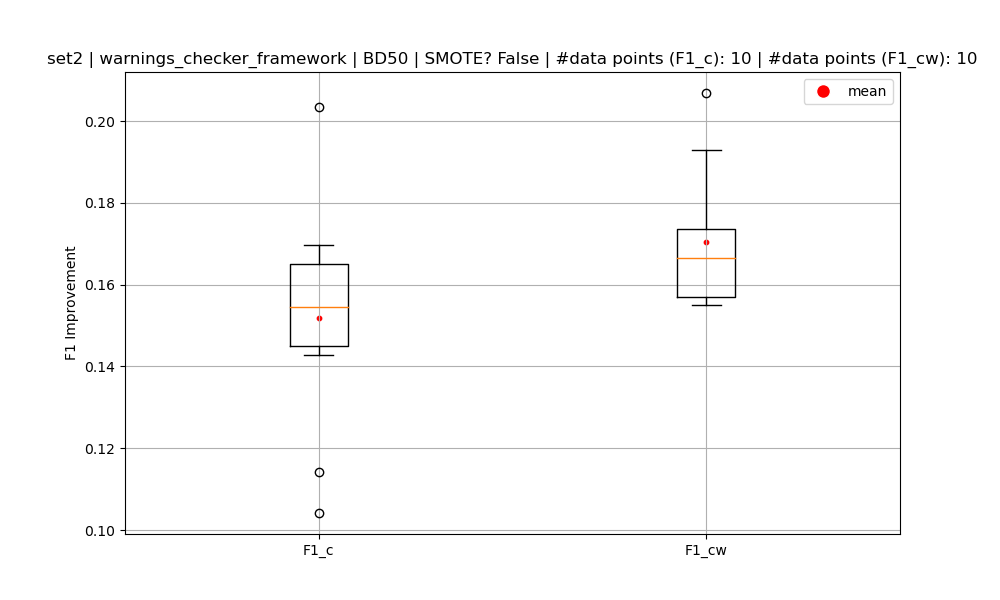 set2 | warnings_checker_framework | BD50 | SMOTE? False | #data points (F1_c): 10 | #data points (F1_cw): 10
mean
0.20
0.18
0.16
0.14
0.12
0.10
F1 Improvement
F1_c
F1_cw